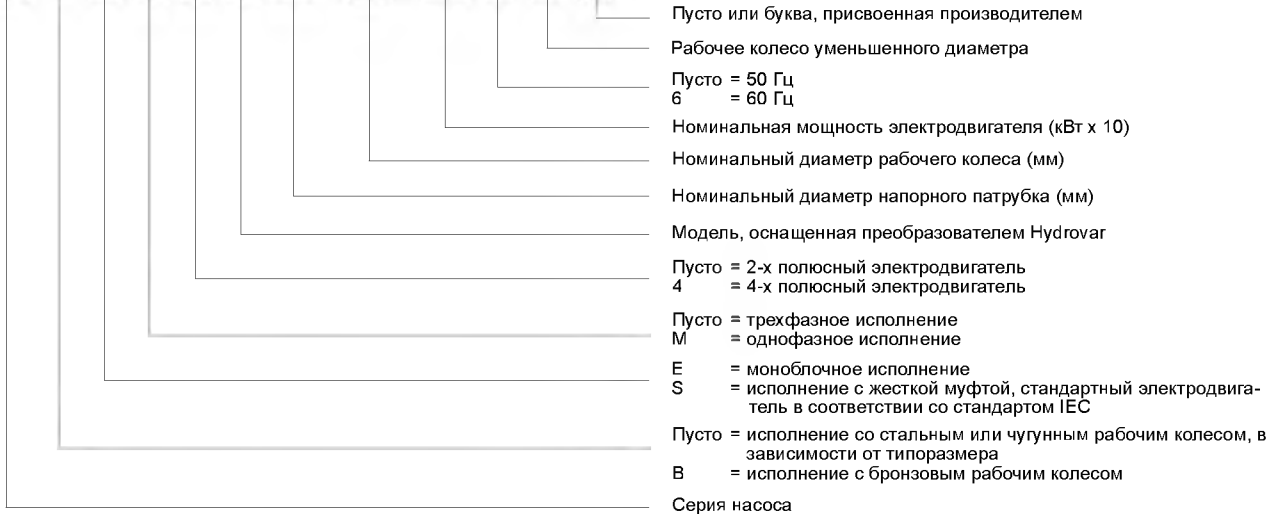 Пусто или буква, присвоенная производителем
Рабочее колесо уменьшенного диаметра
Пусто = 50 Гц
6 = 60 Гц
Номинальная мощность электродвигателя (кВт x 10)
Номинальный диаметр рабочего колеса (мм)
Номинальный диаметр напорного патрубка (мм)
Модель, оснащенная преобразователем Hydrovar
Пусто = 2-х полюсный электродвигатель
4 = 4-х полюсный электродвигатель
Пусто = трехфазное исполнение
M = однофазное исполнение
E = моноблочное исполнение
S = исполнение с жесткой муфтой, стандартный электродвига-
тель в соответствии со стандартом IEC
Пусто = исполнение со стальным или чугунным рабочим колесом, в
зависимости от типоразмера
B = исполнение с бронзовым рабочим колесом
Серия насоса